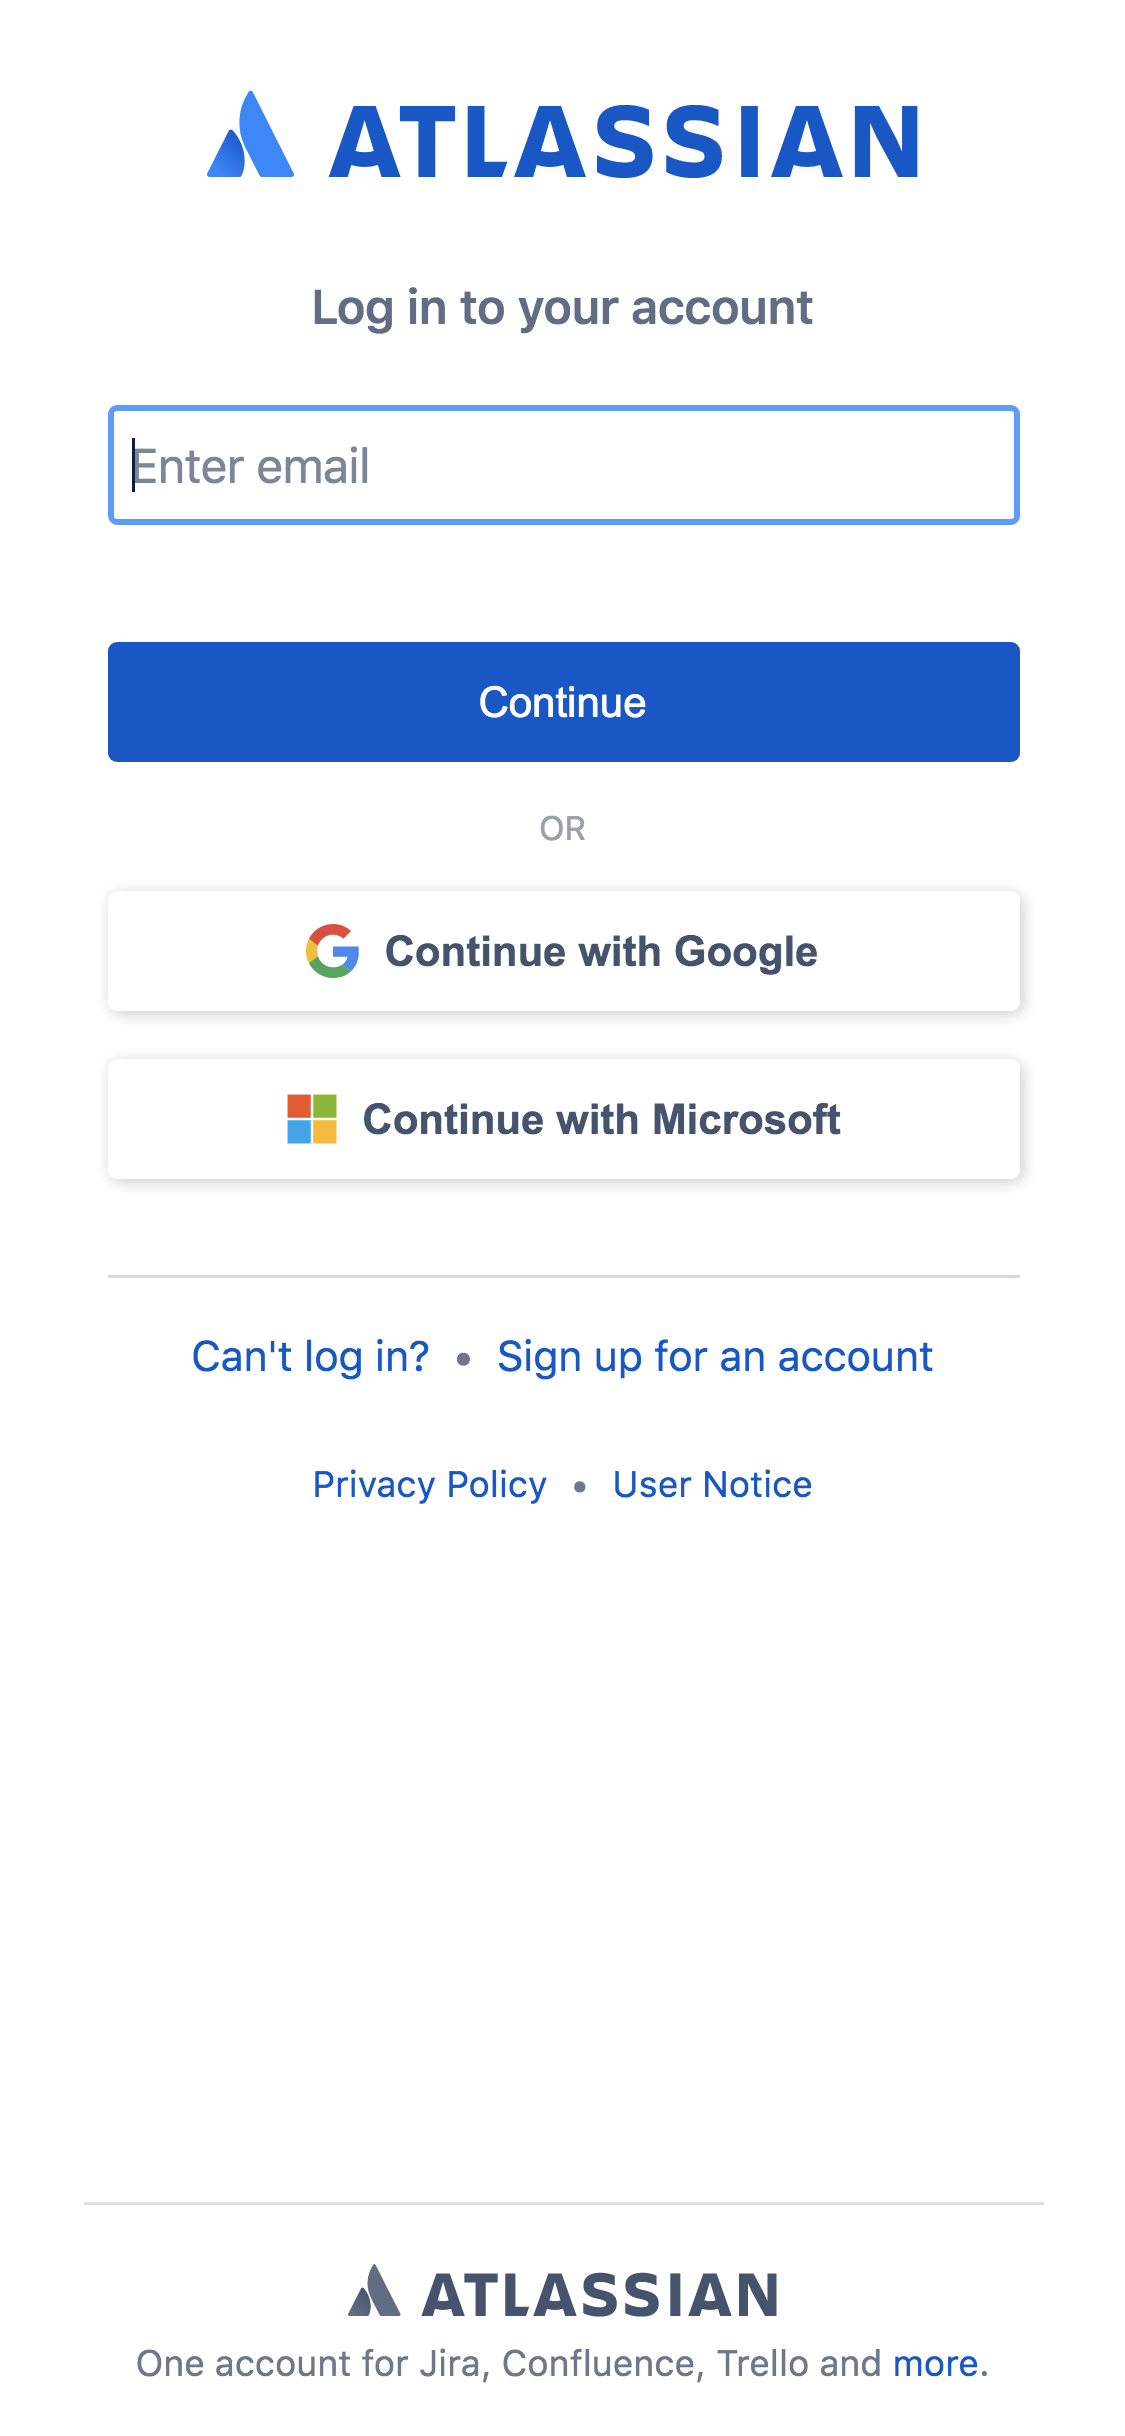 ATLASSIAN
Log in to your account
Enter email
Continue
OR
Continue with Google
Continue with Microsoft
Can't log in? • Sign up for an account
Privacy Policy • User Notice
ATLASSIAN
One account for Jira, Confluence, Trello and more.